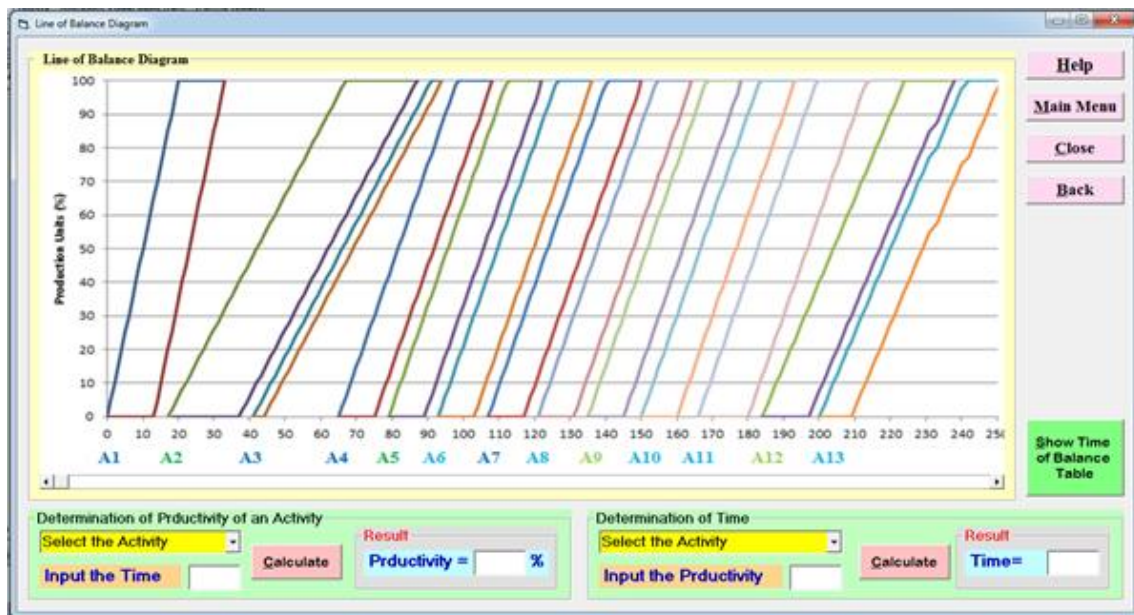 Line of Balance Diagram
Line of Balance Diagram
100
90
80
70
60
50
40
30
20
10
0
Production Units (%)
0 10 20 30 40 50 60 70 80 90 100 110 120 130 140 150 160 170 180 190 200 210 220 230 240
A1 A2 A3 A4 A5 A6 A7 A8 A9 A10 A11 A12 A13
Help
Main Menu
Close
Back
Show Time
of Balance
Table
Determination of Prductivity of an Activity
Select the Activity
Input the Time
Calculate
Result
Prductivity = %
Determination of Time
Select the Activity
Input the Prductivity
Calculate
Result
Time=